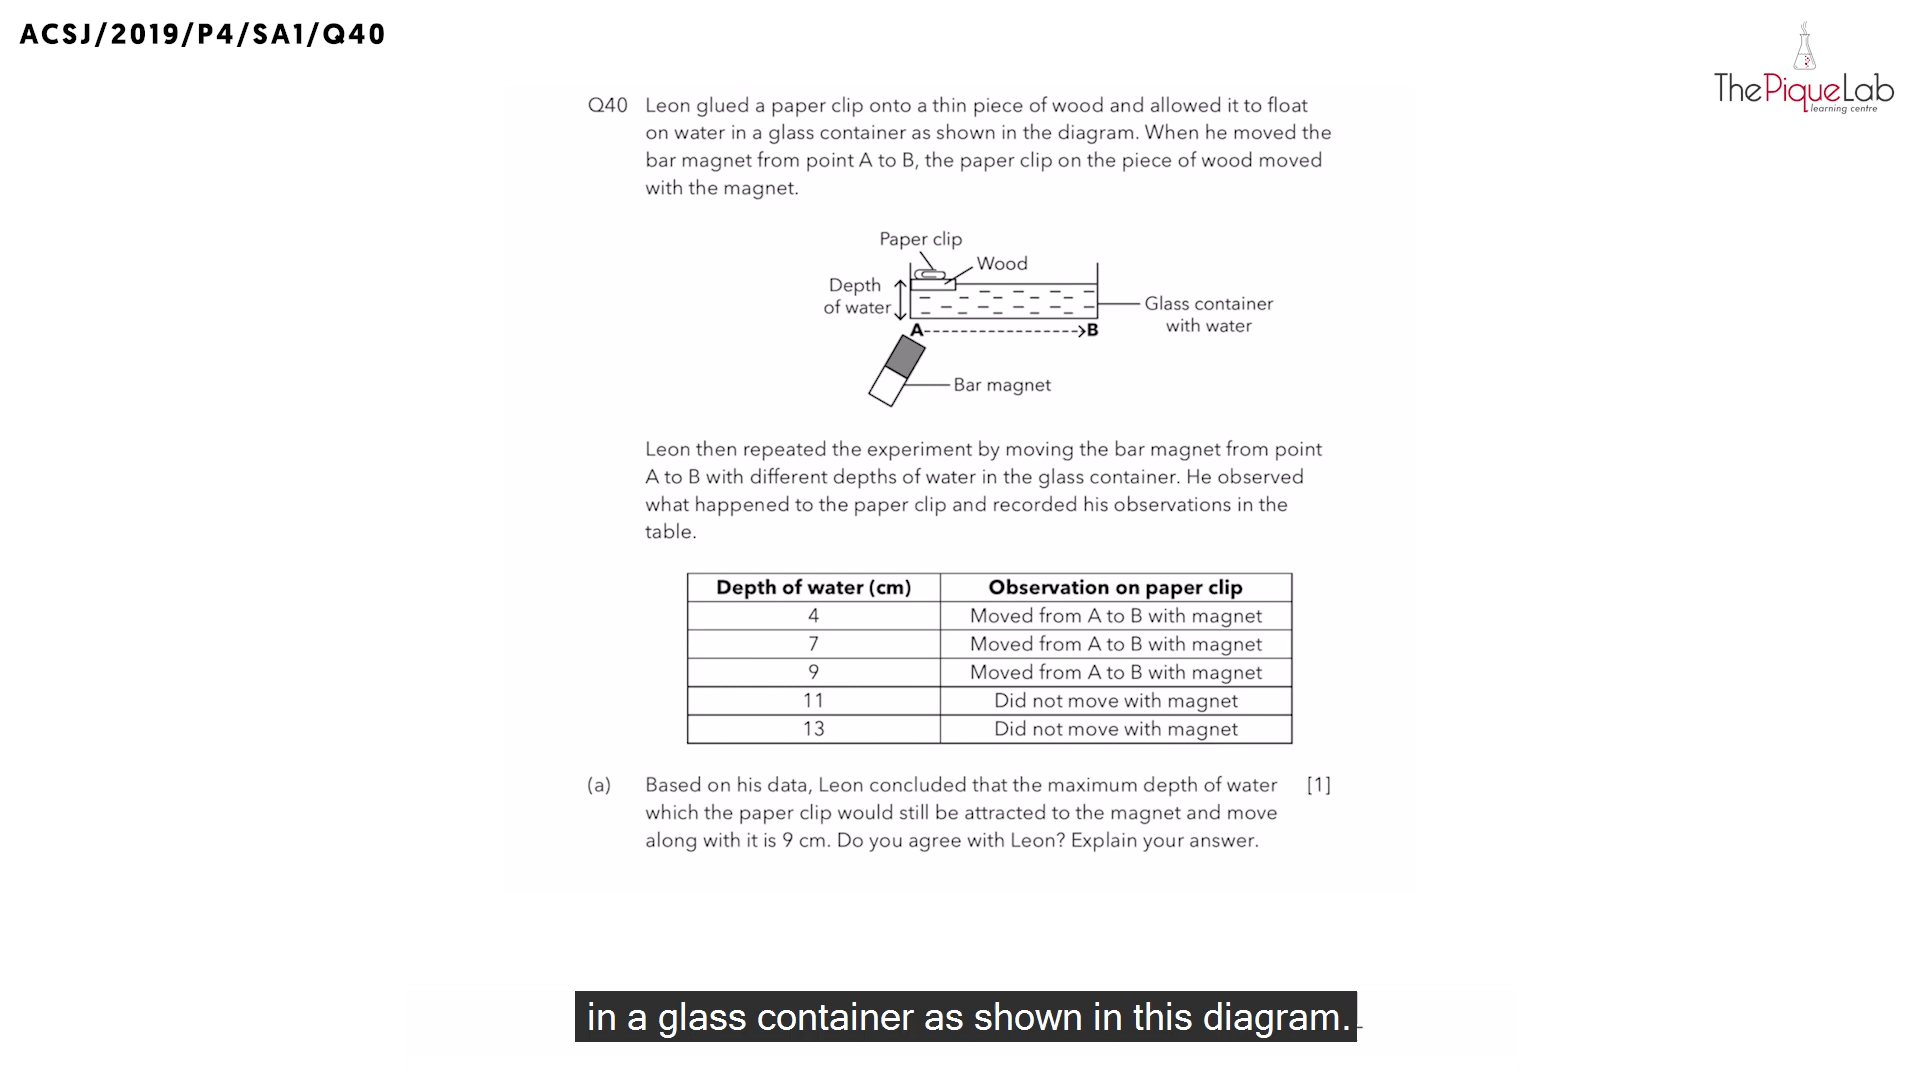 ACSJ/2019/P4/SA1/Q40
ThePiqueLab
learning centre
Q40 Leon glued a paper clip onto a thin piece of wood and allowed it to float
on water in a glass container as shown in the diagram. When he moved the
bar magnet from point A to B, the paper clip on the piece of wood moved
with the magnet.
Paper clip
Wood
Depth
of water
Glass container
with water
A
B
Bar magnet
Leon then repeated the experiment by moving the bar magnet from point
A to B with different depths of water in the glass container. He observed
what happened to the paper clip and recorded his observations in the
table.
Depth of water (cm) Observation on paper clip
4 Moved from A to B with magnet
7 Moved from A to B with magnet
9 Moved from A to B with magnet
11 Did not move with magnet
13 Did not move with magnet
(a) Based on his data, Leon concluded that the maximum depth of water [1]
which the paper clip would still be attracted to the magnet and move
along with it is 9 cm. Do you agree with Leon? Explain your answer.
in a glass container as shown in this diagram.